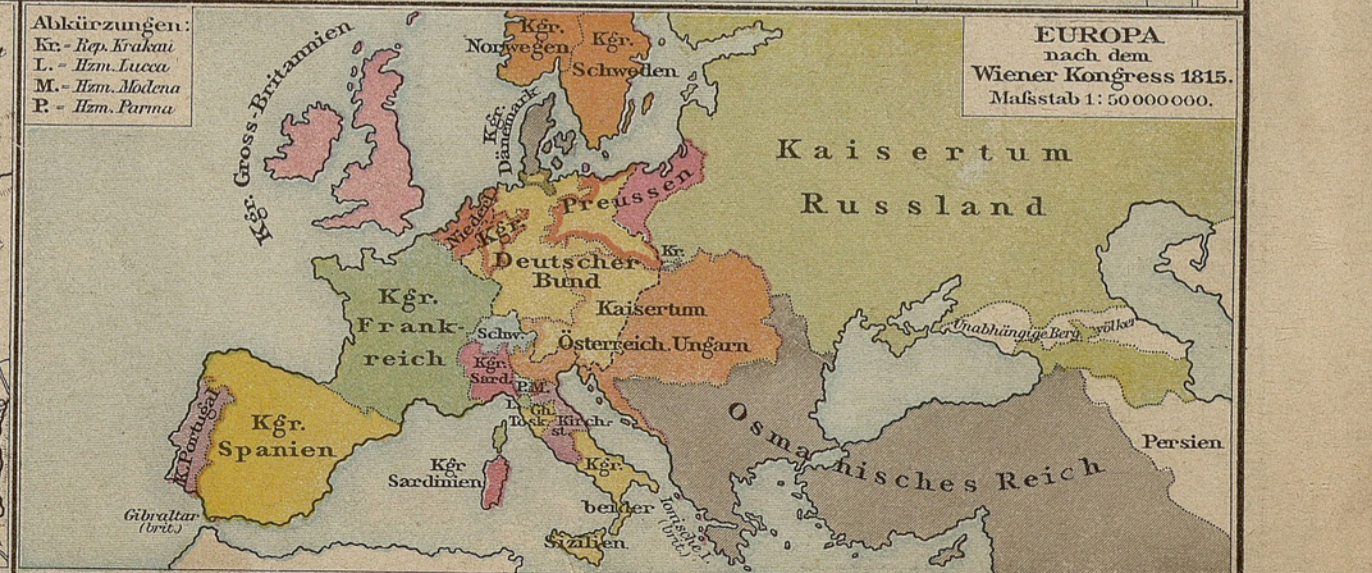 Abkürzungen:
Kr. = Rep. Krakau
L. = Hzm. Lucca
M. = Hzm. Modena
P. = Hzm. Parma
EUROPA
nach dem
Wiener Kongress 1815.
Maſsstab 1:50000000.
Kgr. Gross-Britannien
Kgr.
Norwegen
Kgr.
Schweden
Kgr.
Dänemark
Kaisertum
Russland
Niederl.
Kgr.
Preussen
Kr.
Deutscher
Bund
Kgr.
Frank-
reich
Schw.
Kaisertum
Österreich. Ungarn
Unabhängige Berg völker
Kgr.
Sard.
P. M.
L.
Gh.
Tosk.
Kirch.-
st.
K. Portugal
Kgr.
Spanien
Osmanisches Reich
Persien
Kgr
Sardinien
Kgr.
beider
Sizilien
Ionische I.
(brit.)
Gibraltar
(brit.)